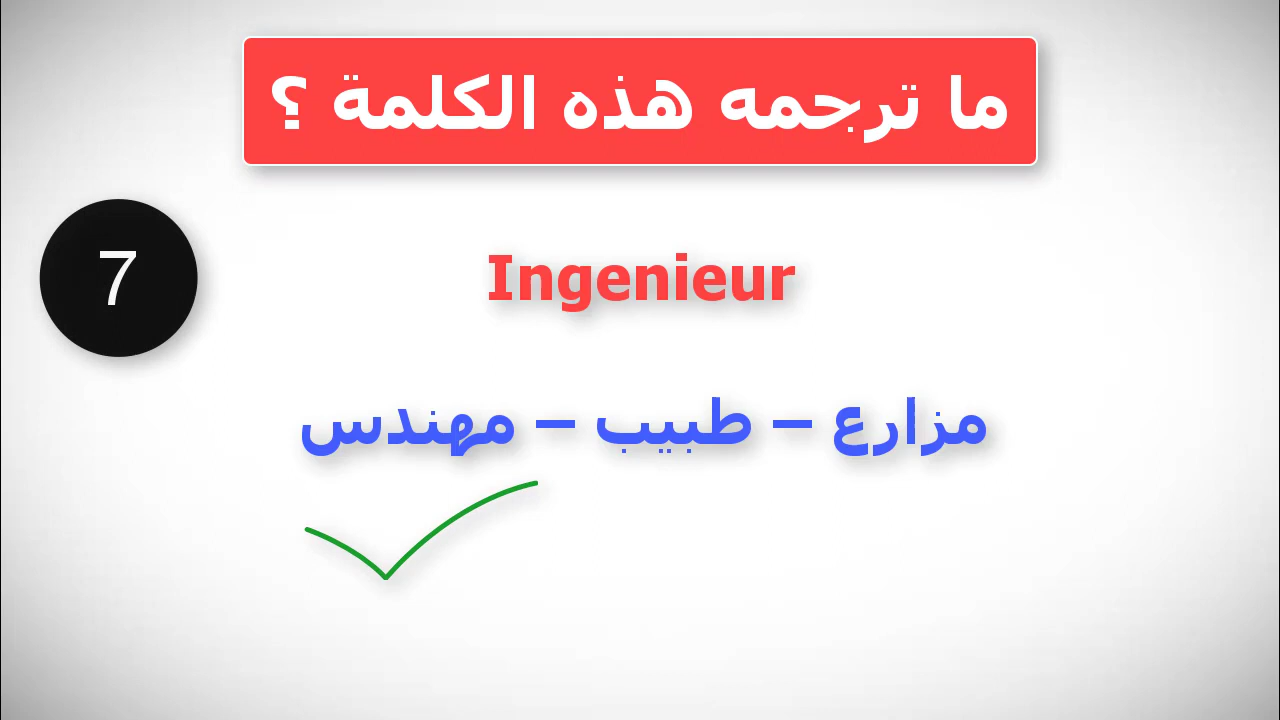 ما ترجمه هذه الكلمة ؟
7
Ingenieur
مزارع – طبيب – مهندس